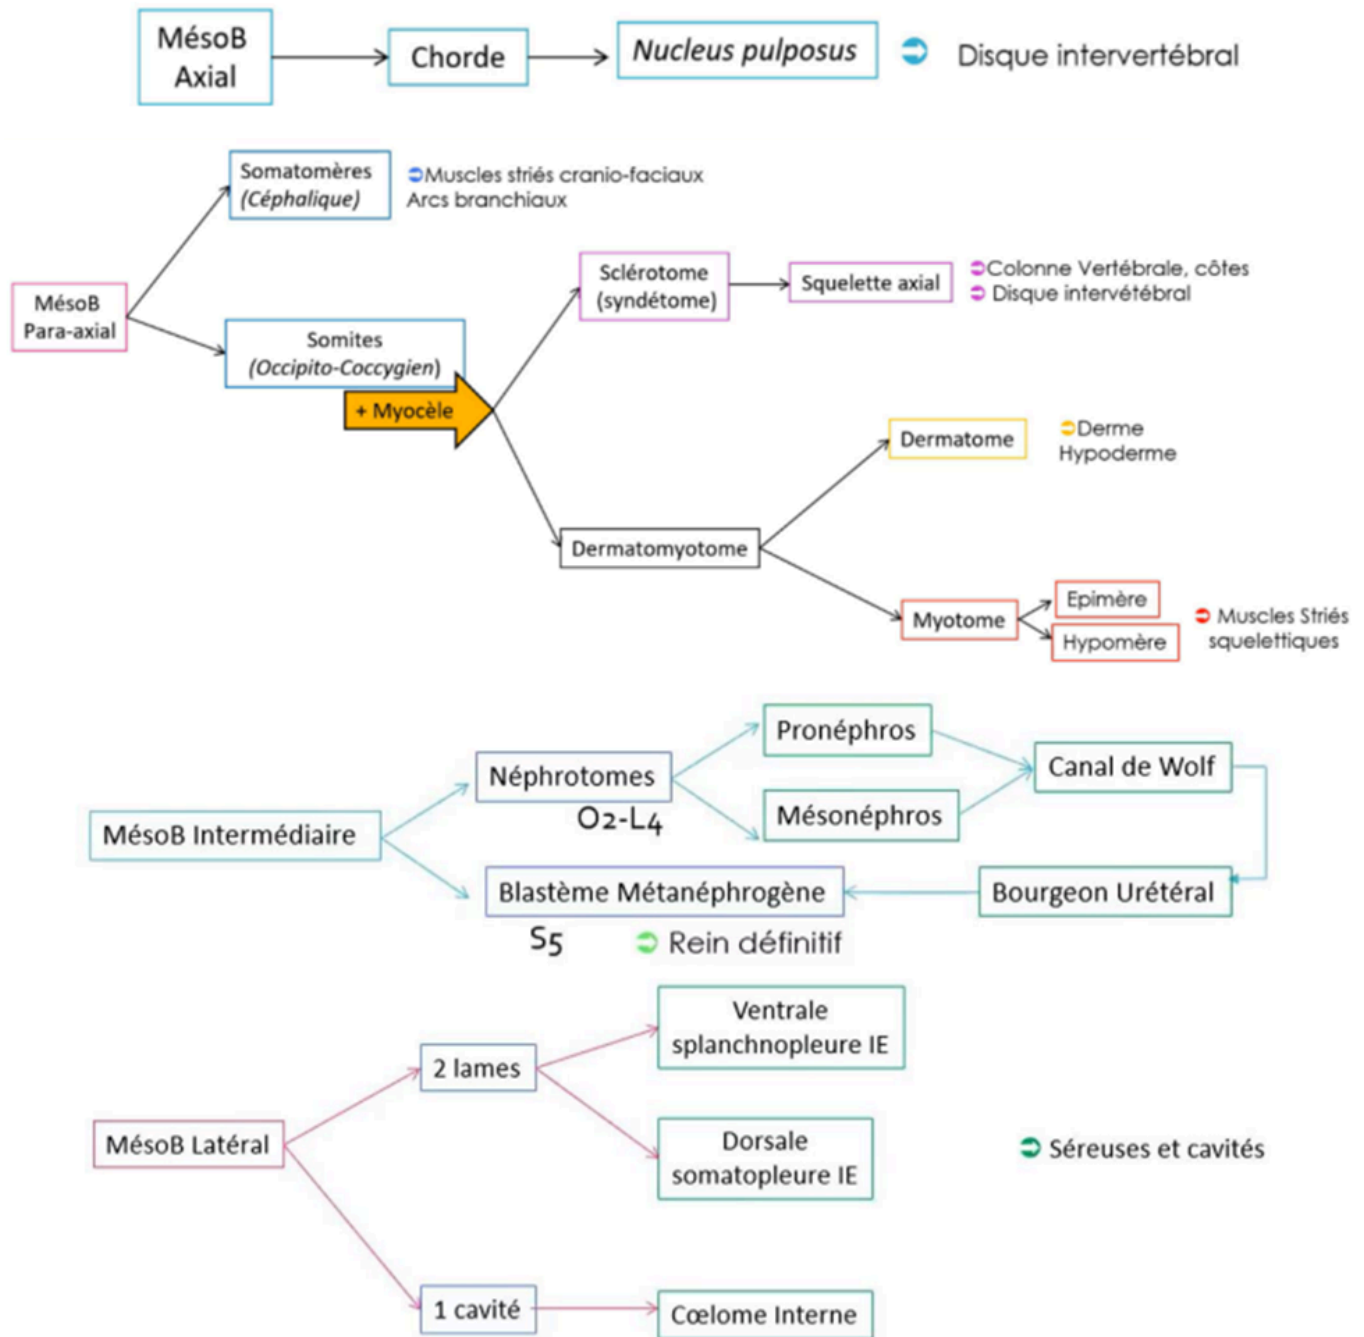 MésoB
Axial
Chorde
Nucleus pulposus
Disque intervertébral
Somatomères
(Céphalique)
Muscles striés cranio-faciaux
Arcs branchiaux
MésoB
Para-axial
Somites
(Occipito-Coccygien)
+ Myocèle
Sclérotome
(syndétome)
Squelette axial
Colonne Vertébrale, côtes
Disque intervétébral
Dermatomyotome
Dermatome
Derme
Hypoderme
Myotome
Epimère
Hypomère
Muscles Striés
squelettiques
MésoB Intermédiaire
Néphrotomes
O2-L4
Pronéphros
Mésonéphros
Canal de Wolf
Blastème Métanéphrogène
Bourgeon Urétéral
S5
Rein définitif
MésoB Latéral
2 lames
Ventrale
splanchnopleure IE
Dorsale
somatopleure IE
Séreuses et cavités
1 cavité
Cœlome Interne